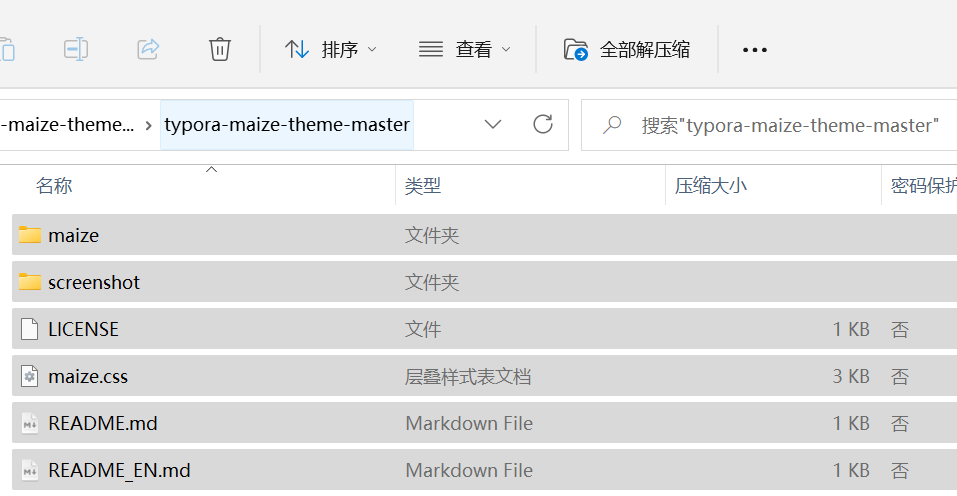 排序 查看 全部解压缩
-maize-theme... typora-maize-theme-master 搜索"typora-maize-theme-master"
名称 类型 压缩大小 密码保护
maize 文件夹
screenshot 文件夹
LICENSE 文件 1 KB 否
maize.css 层叠样式表文档 3 KB 否
README.md Markdown File 1 KB 否
README_EN.md Markdown File 1 KB 否